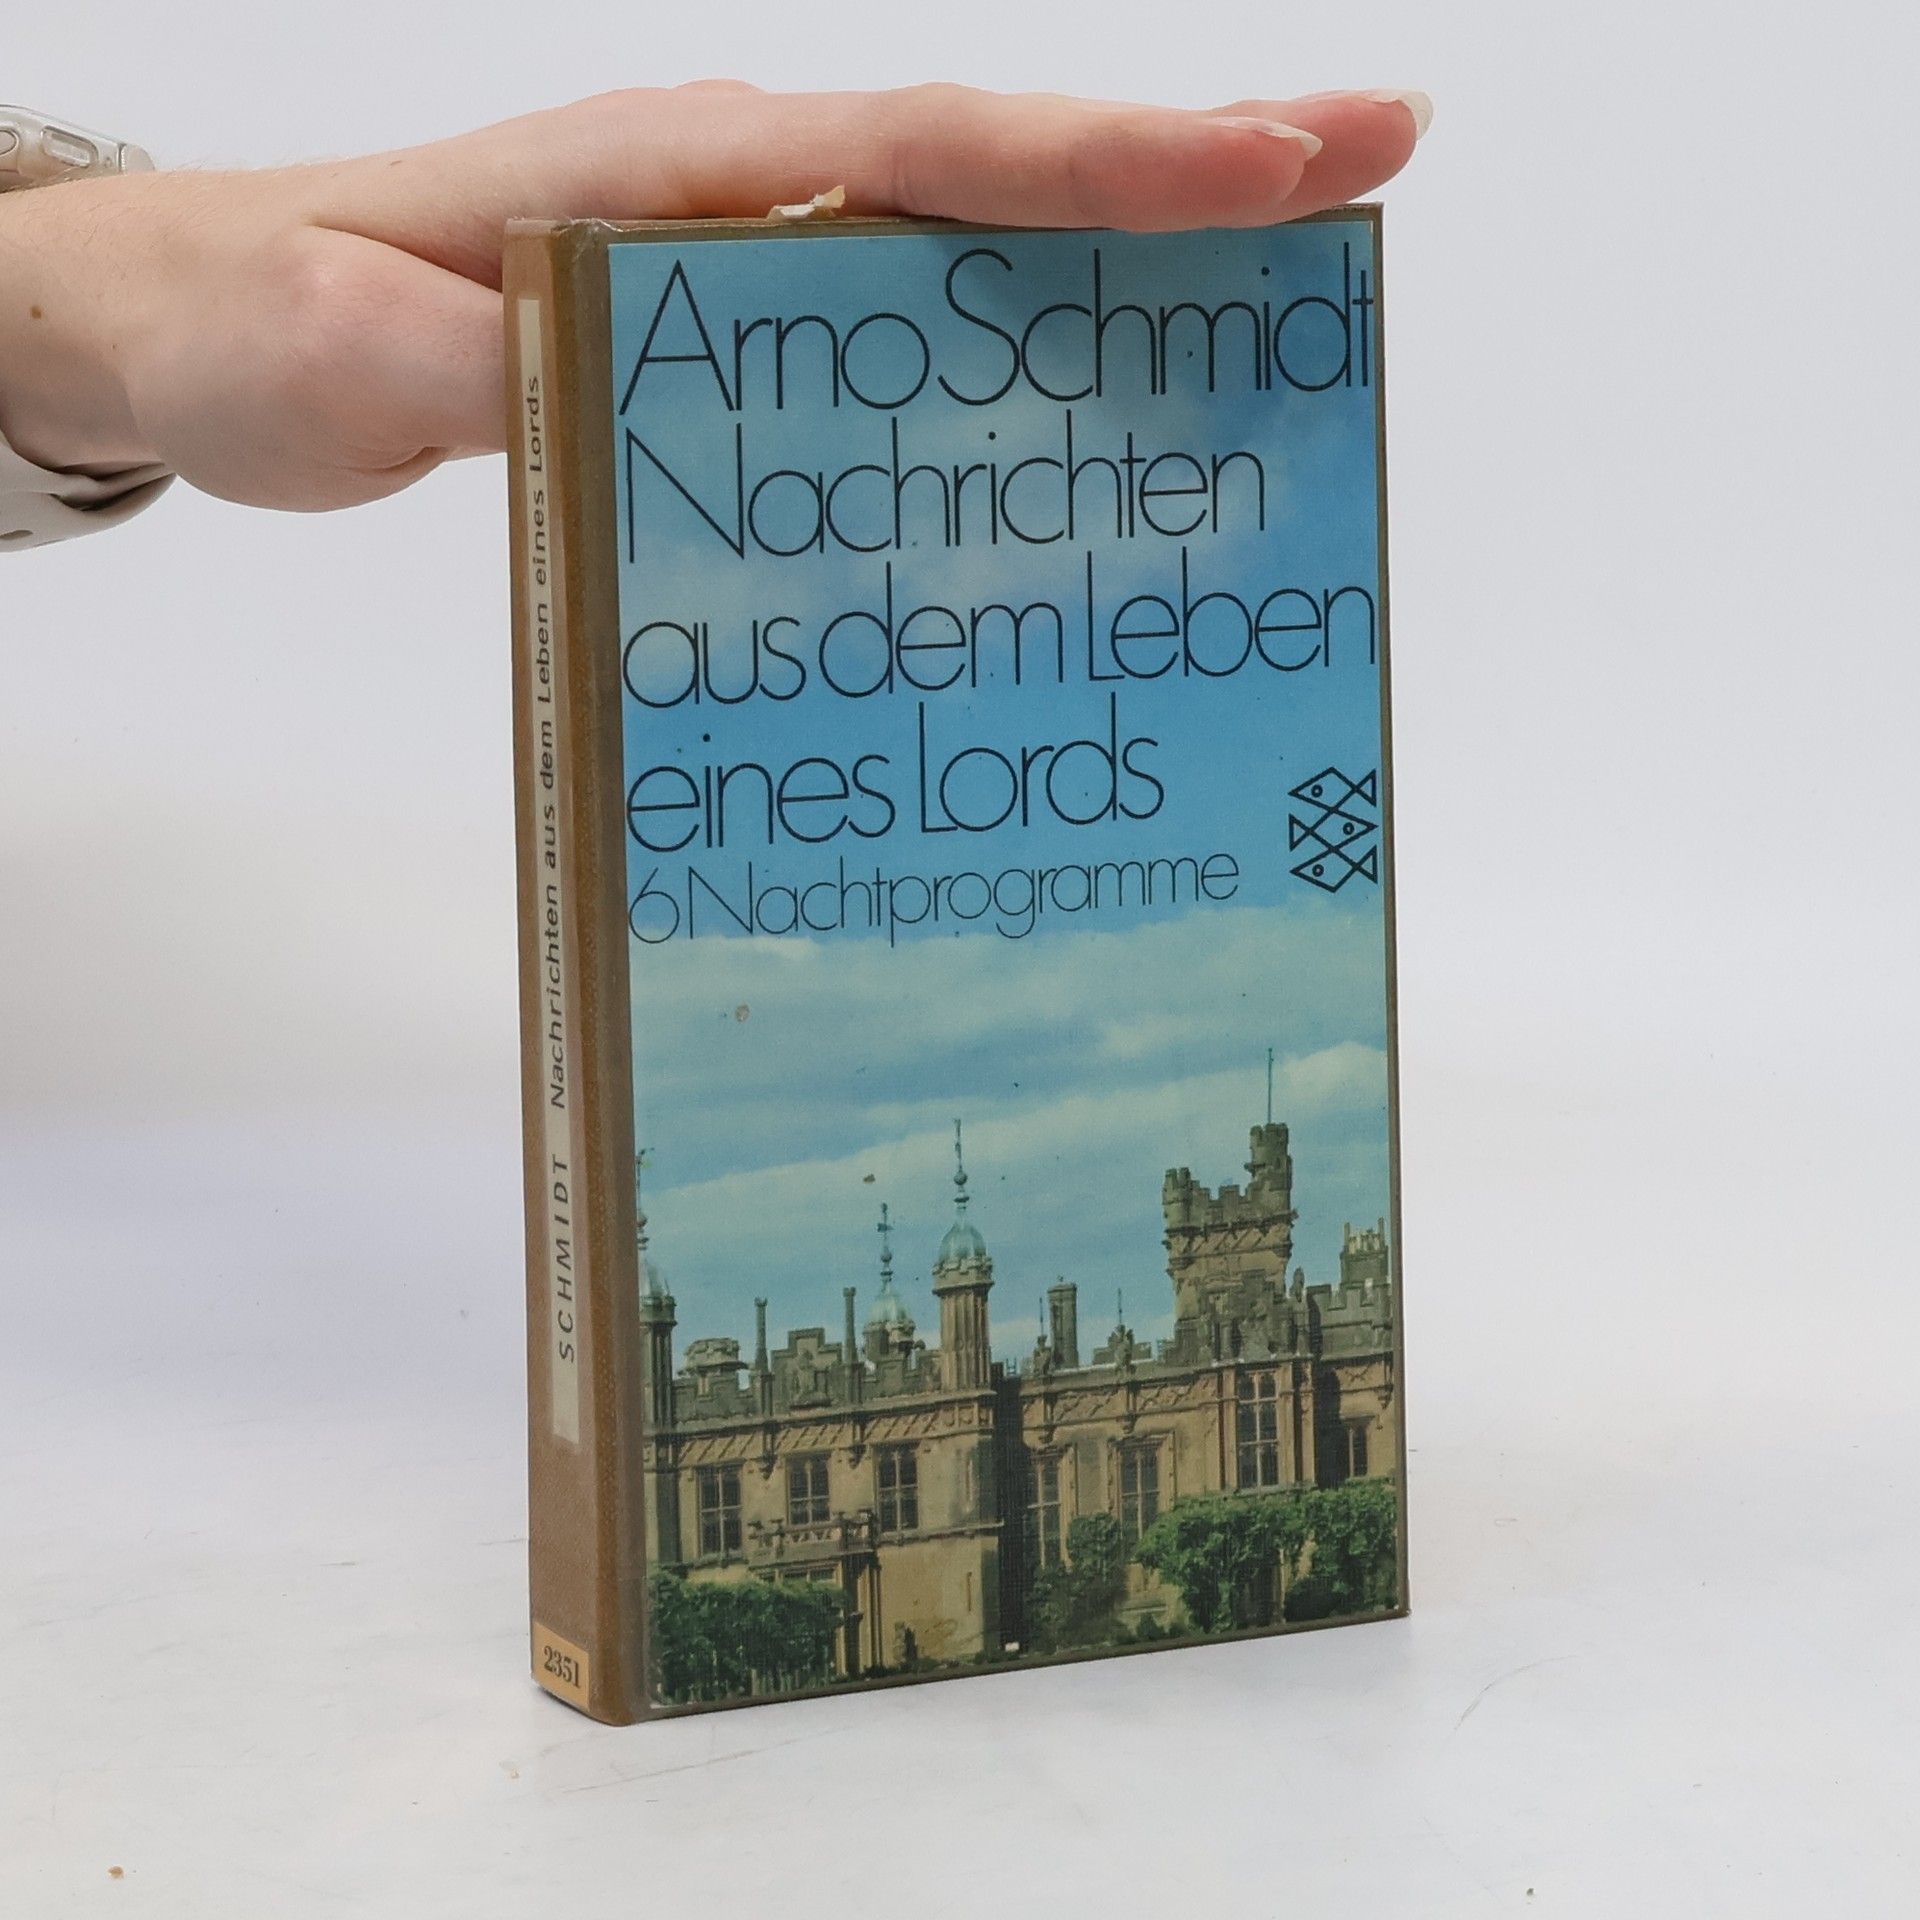 Arno Schmidt
Nachrichten
aus dem Leben
eines Lords
6 Nachtprogramme
SCHMIDT Nachrichten aus dem Leben eines Lords
2351